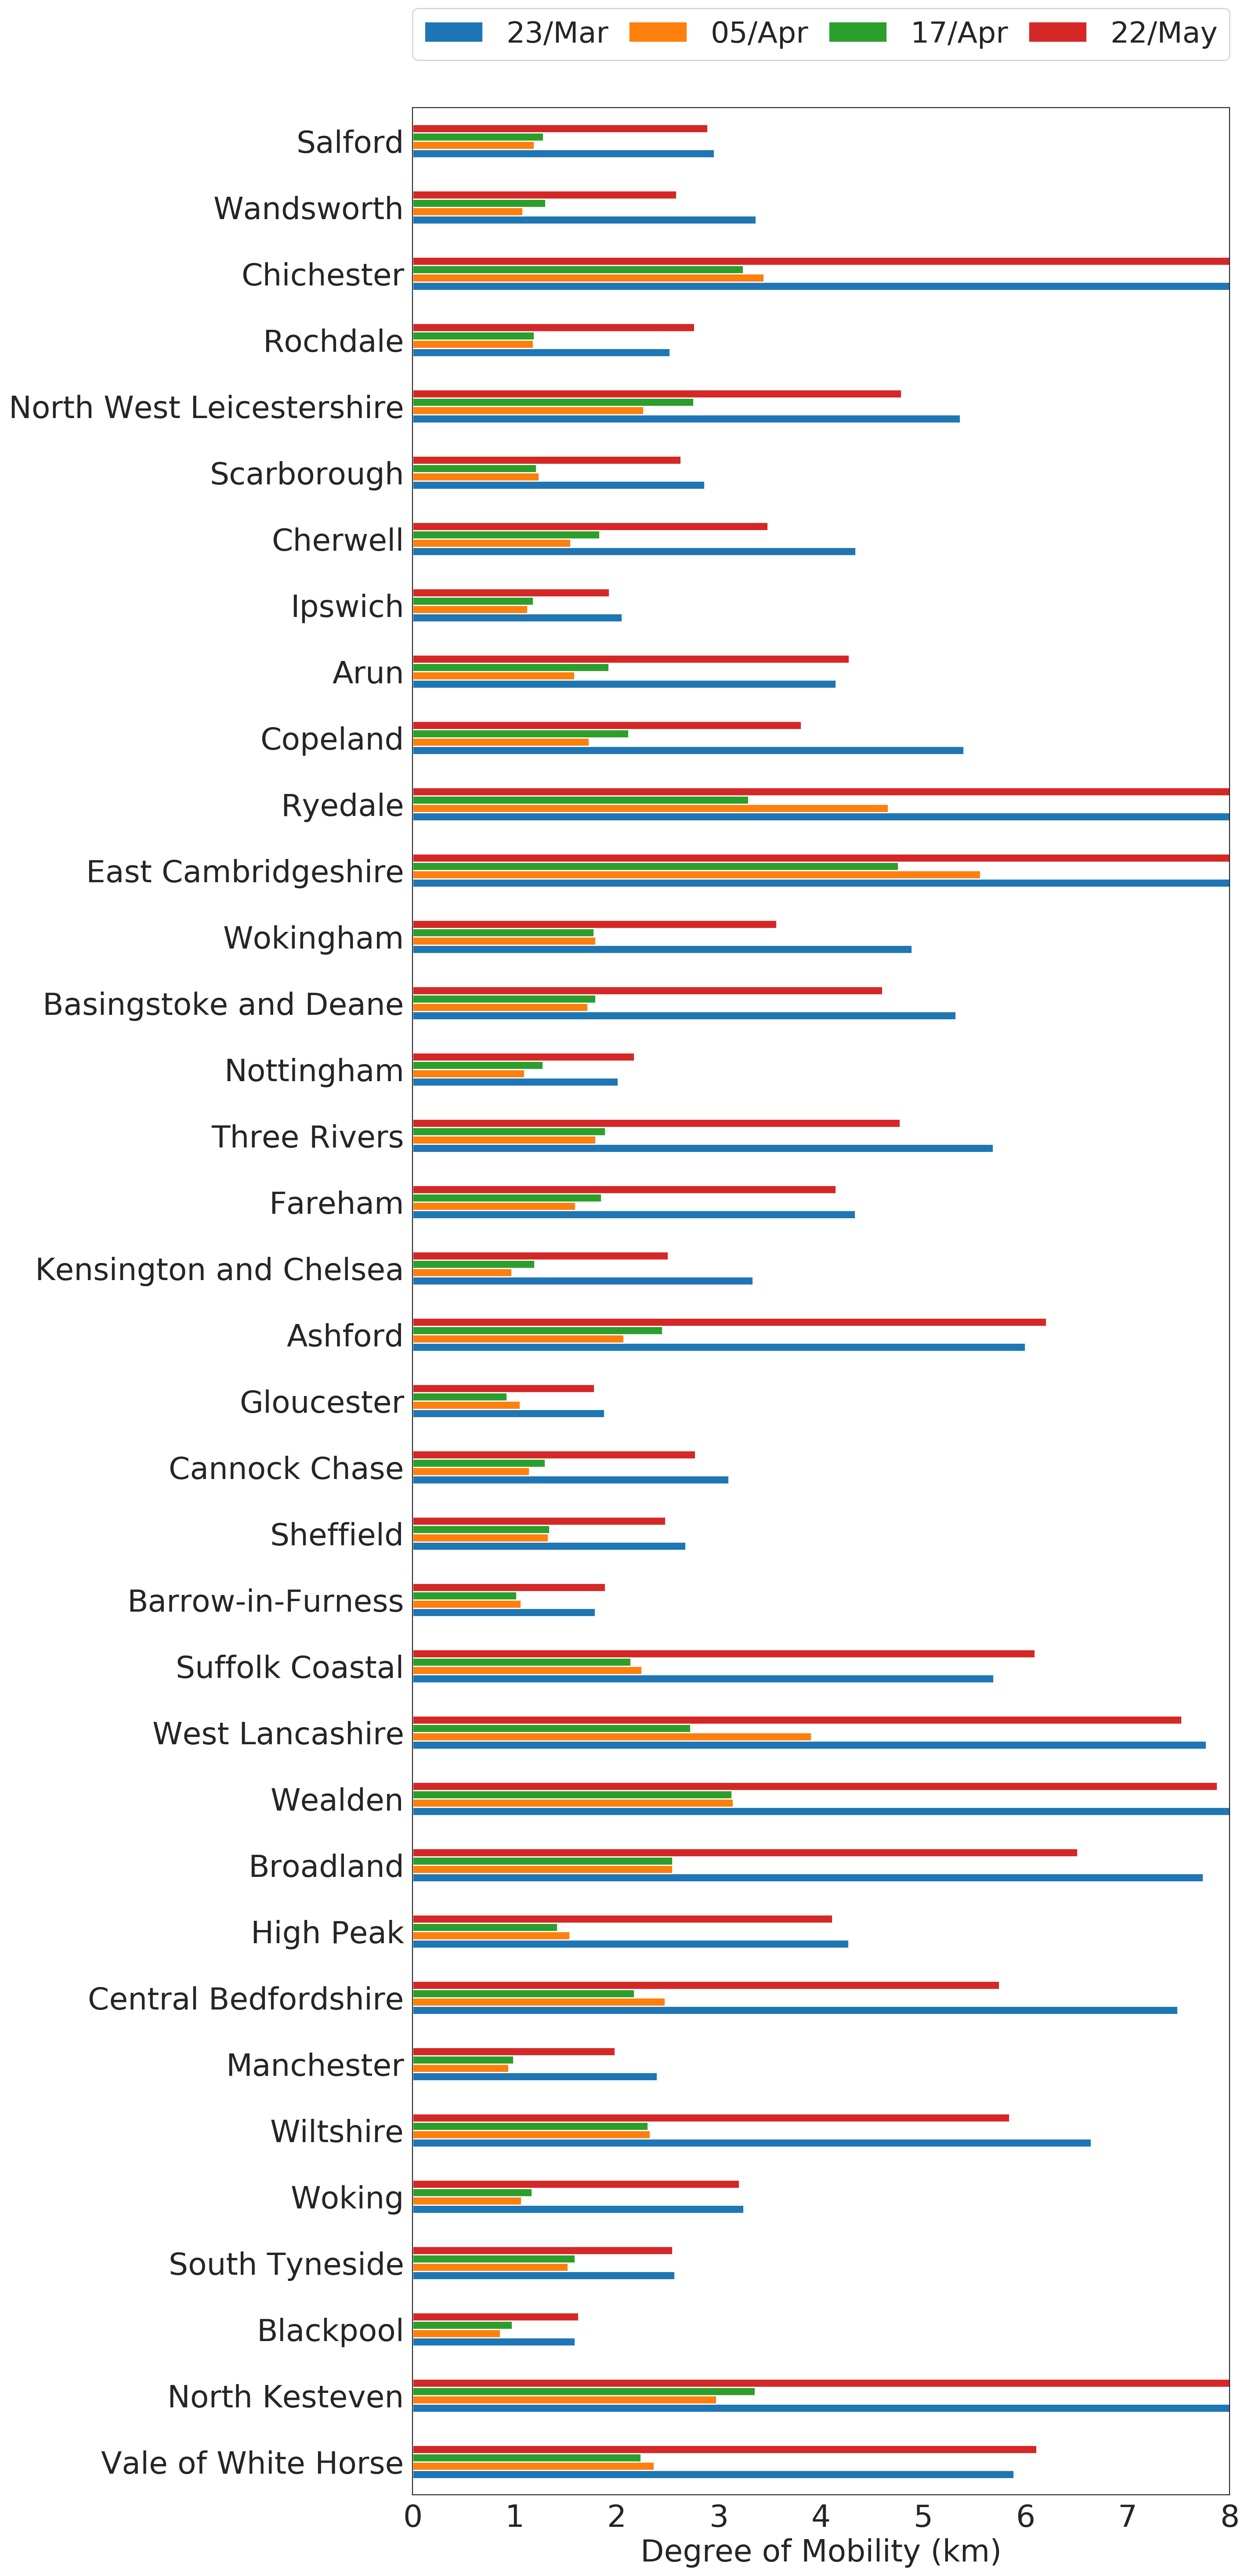 23/Mar 05/Apr 17/Apr 22/May
Salford
Wandsworth
Chichester
Rochdale
North West Leicestershire
Scarborough
Cherwell
Ipswich
Arun
Copeland
Ryedale
East Cambridgeshire
Wokingham
Basingstoke and Deane
Nottingham
Three Rivers
Fareham
Kensington and Chelsea
Ashford
Gloucester
Cannock Chase
Sheffield
Barrow-in-Furness
Suffolk Coastal
West Lancashire
Wealden
Broadland
High Peak
Central Bedfordshire
Manchester
Wiltshire
Woking
South Tyneside
Blackpool
North Kesteven
Vale of White Horse
0 1 2 3 4 5 6 7 8
Degree of Mobility (km)